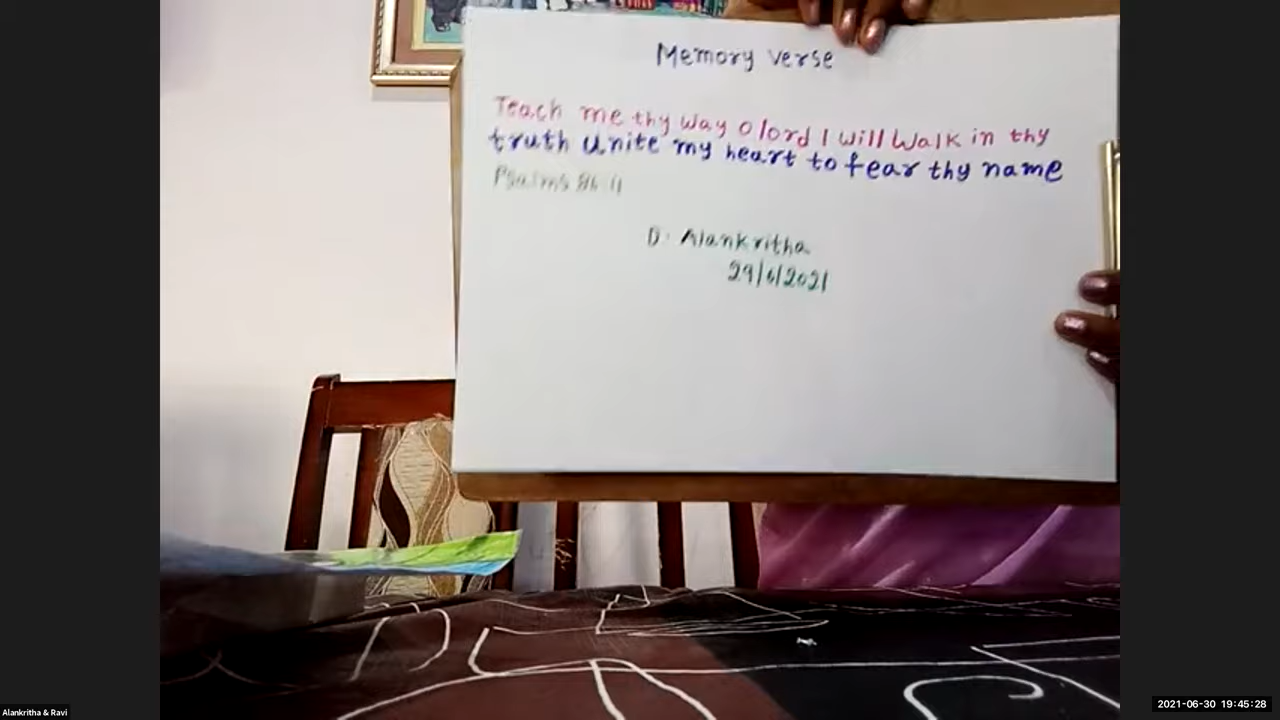 Memory verse
Teach me thy way o lord I will walk in thy
truth unite my heart to fear thy name
Psalms 86:11
D. Alankritha
29/6/2021
Alankritha & Ravi
2021-06-30 19:45:28